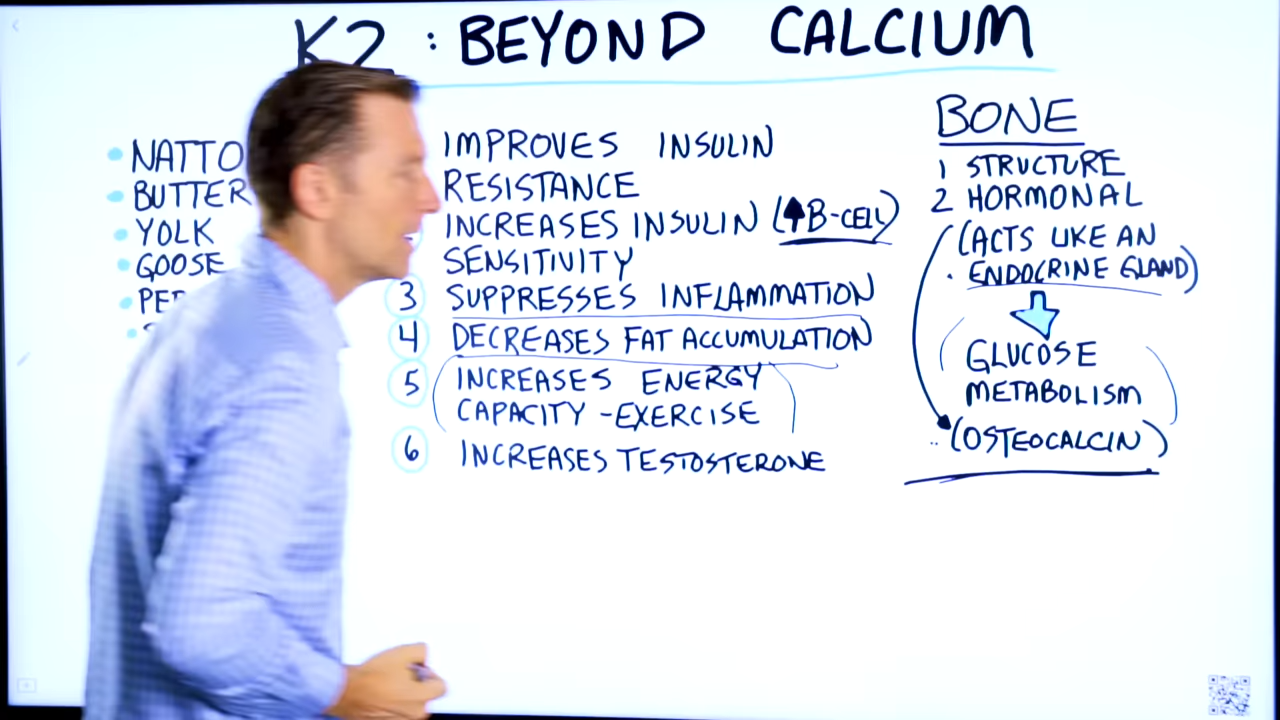 K2 : BEYOND CALCIUM
• NATTO
• BUTTER
• YOLK
• GOOSE
IMPROVES INSULIN
RESISTANCE
INCREASES INSULIN (↑B-CELL)
SENSITIVITY
3 SUPPRESSES INFLAMMATION
4 DECREASES FAT ACCUMULATION
5 INCREASES ENERGY
CAPACITY - EXERCISE
6 INCREASES TESTOSTERONE
BONE
1 STRUCTURE
2 HORMONAL
(ACTS LIKE AN
ENDOCRINE GLAND)
GLUCOSE
METABOLISM
(OSTEOCALCIN)